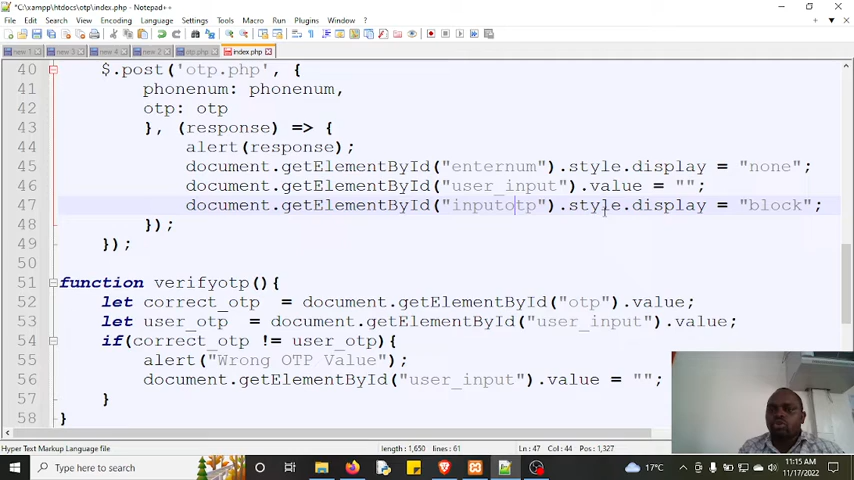 *C:\xampp\htdocs\otp\index.php - Notepad++
File Edit Search View Encoding Language Settings Tools Macro Run Plugins Window ?
new 1 new 3 new 4 new 2 otp.php index.php
40 $.post('otp.php', {
41 phonenum: phonenum,
42 otp: otp
43 }, (response) => {
44 alert(response);
45 document.getElementById("enternum").style.display = "none";
46 document.getElementById("user_input").value = "";
47 document.getElementById("inputotp").style.display = "block";
48 });
49 });
50
51 function verifyotp(){
52 let correct_otp = document.getElementById("otp").value;
53 let user_otp = document.getElementById("user_input").value;
54 if(correct_otp != user_otp){
55 alert("Wrong OTP Value");
56 document.getElementById("user_input").value = "";
57 }
58 }
Hyper Text Markup Language file length : 1,650 lines : 61 Ln : 47 Col : 44 Pos : 1,327
Type here to search 17°C 11:15 AM
11/17/2022